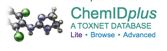 ChemIDplus
A TOXNET DATABASE
Lite • Browse • Advanced